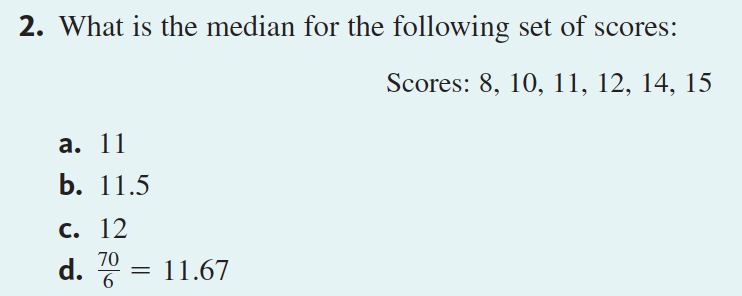 2. What is the median for the following set of scores:
Scores: 8, 10, 11, 12, 14, 15
a. 11
b. 11.5
c. 12
d. 70/6 = 11.67